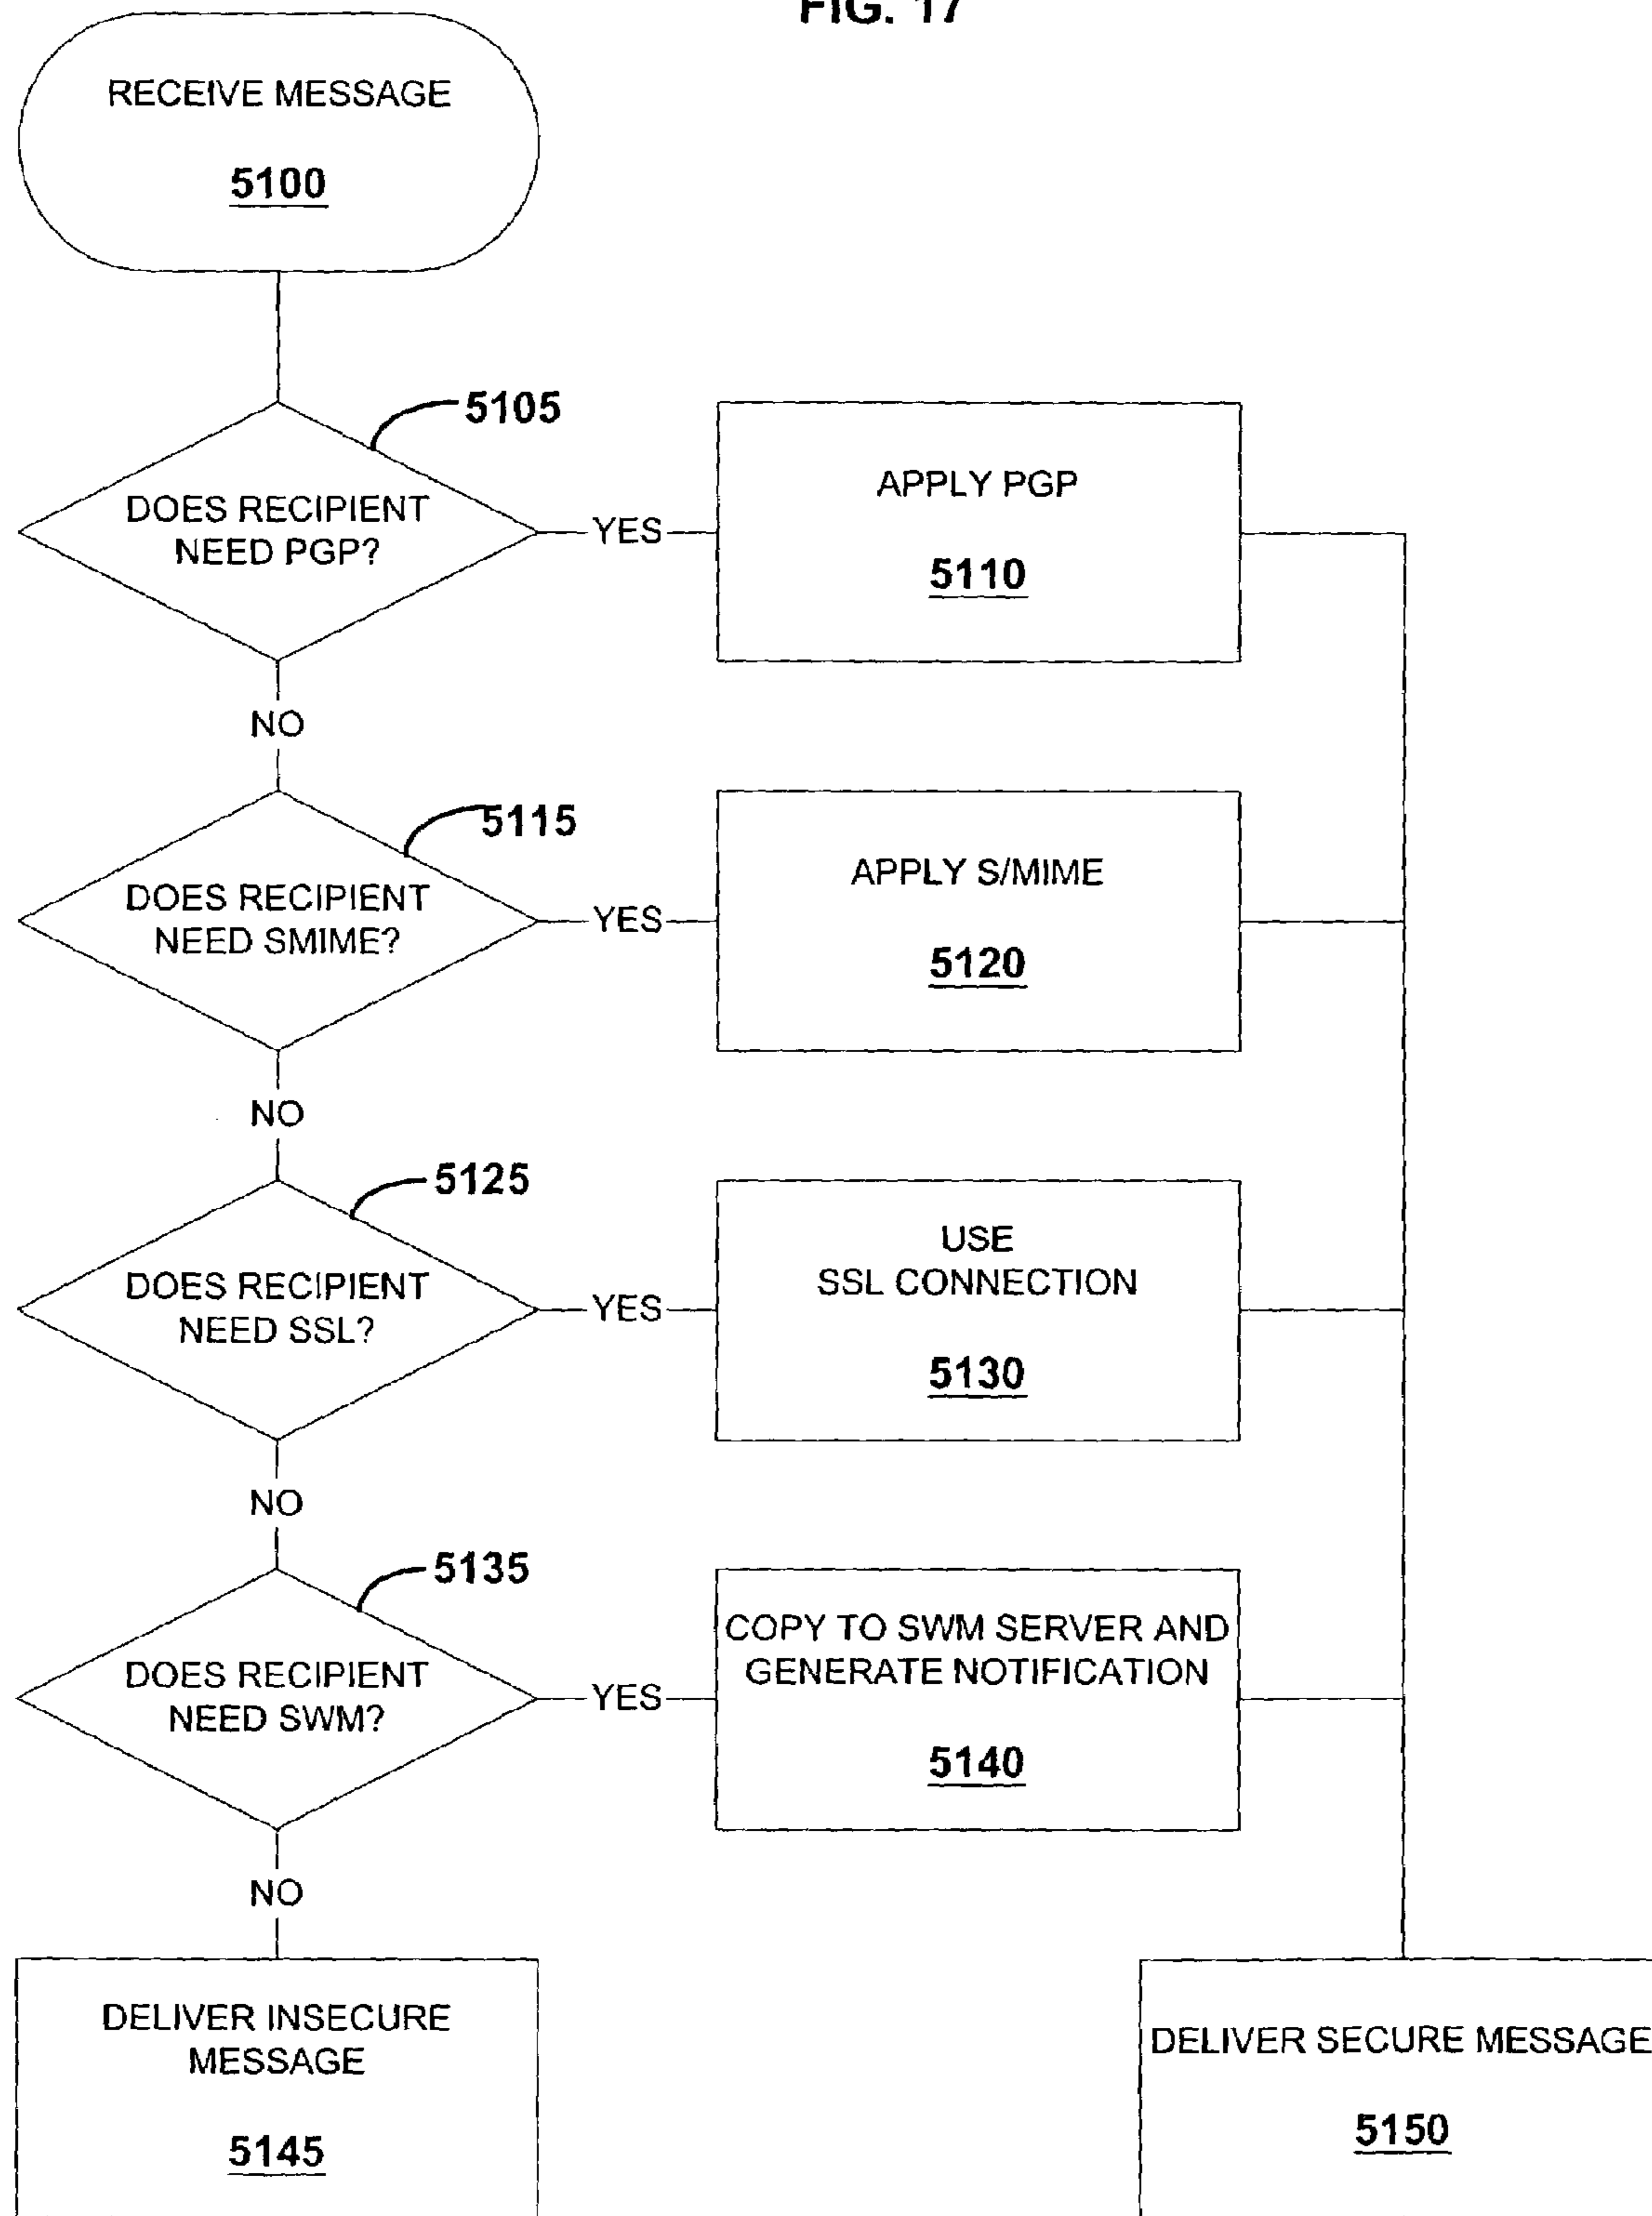 FIG. 17
RECEIVE MESSAGE
5100
5105
DOES RECIPIENT
NEED PGP?
YES
APPLY PGP
5110
NO
5115
DOES RECIPIENT
NEED SMIME?
YES
APPLY S/MIME
5120
NO
5125
DOES RECIPIENT
NEED SSL?
YES
USE
SSL CONNECTION
5130
NO
5135
DOES RECIPIENT
NEED SWM?
YES
COPY TO SWM SERVER AND
GENERATE NOTIFICATION
5140
NO
DELIVER INSECURE
MESSAGE
5145
DELIVER SECURE MESSAGE
5150